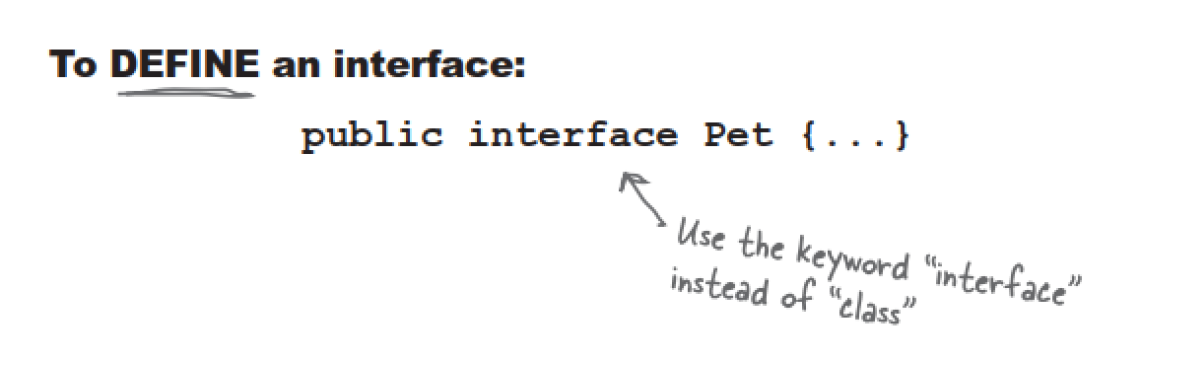 To DEFINE an interface:
public interface Pet {...}
Use the keyword “interface”
instead of “class”